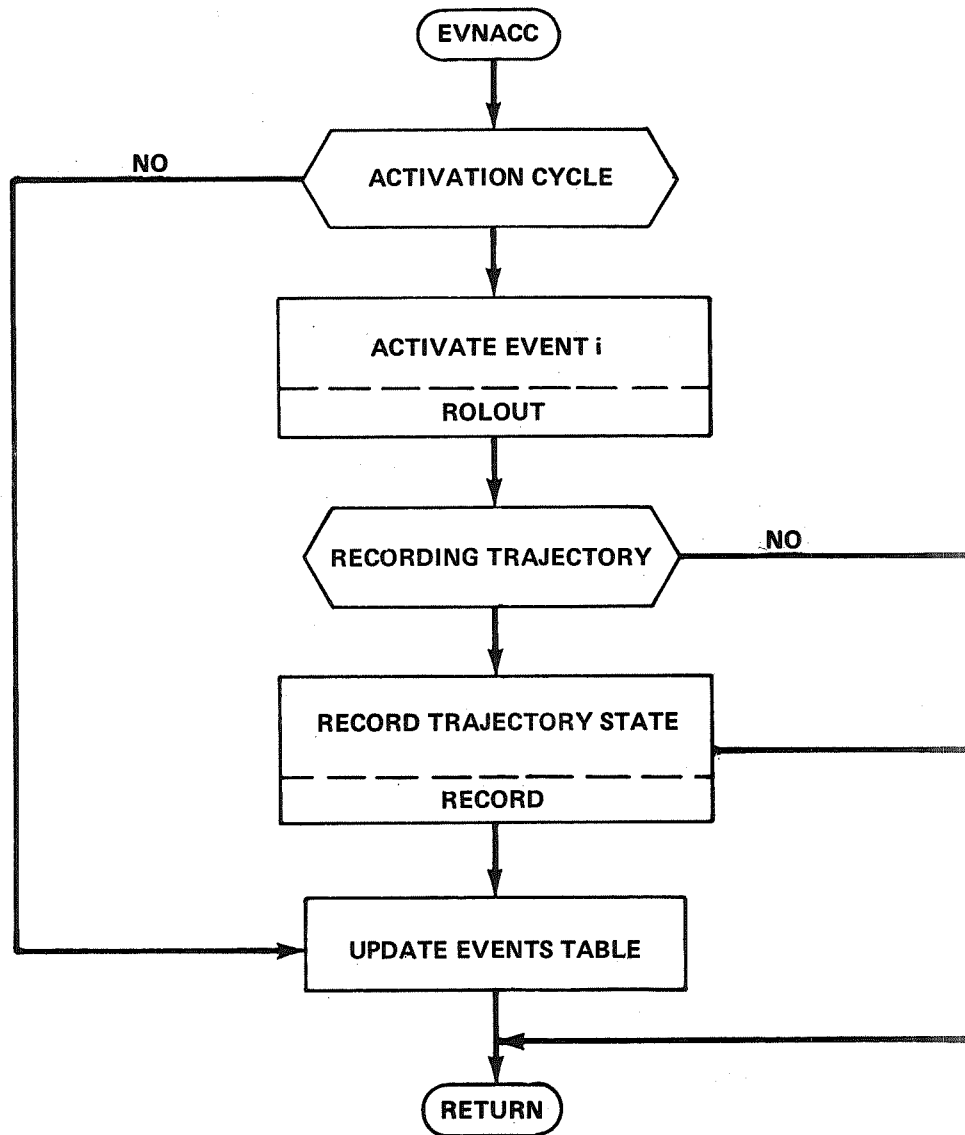 EVNACC
NO
ACTIVATION CYCLE
ACTIVATE EVENT i
ROLOUT
RECORDING TRAJECTORY
NO
RECORD TRAJECTORY STATE
RECORD
UPDATE EVENTS TABLE
RETURN